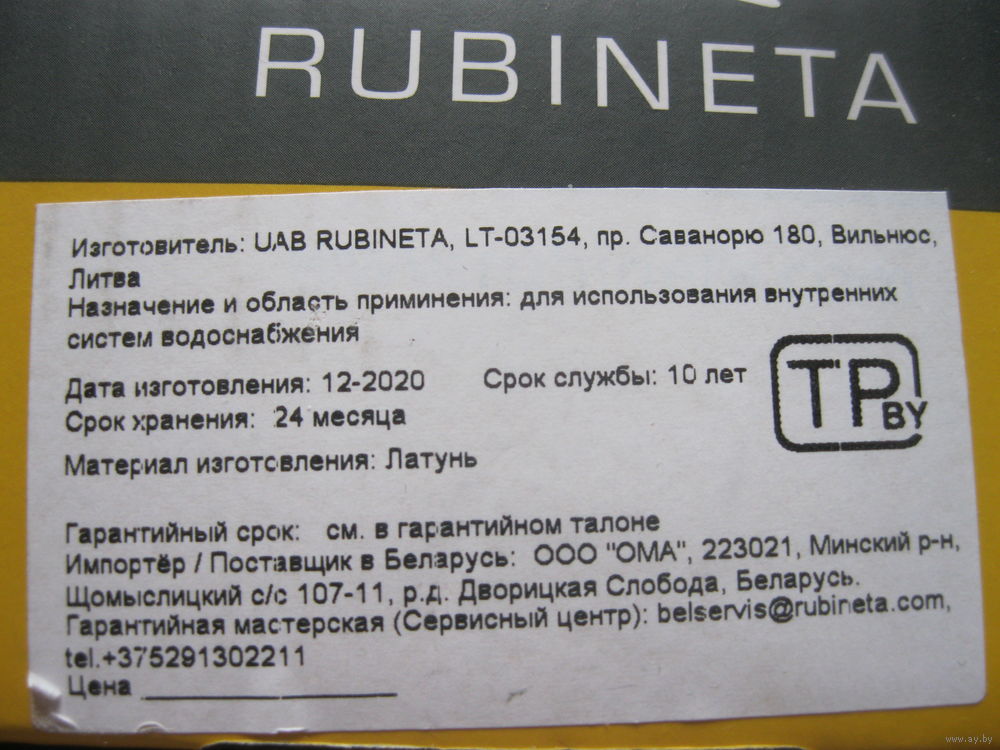 RUBINETA
Изготовитель: UAB RUBINETA, LT-03154, пр. Саванорю 180, Вильнюс,
Литва
Назначение и область приминения: для использования внутренних
систем водоснабжения
Дата изготовления: 12-2020 Срок службы: 10 лет
Срок хранения: 24 месяца
TP BY
Материал изготовления: Латунь
Гарантийный срок: см. в гарантийном талоне
Импортёр / Поставщик в Беларусь: ООО "ОМА", 223021, Минский р-н,
Щомыслицкий с/с 107-11, р.д. Дворицкая Слобода, Беларусь.
Гарантийная мастерская (Сервисный центр): belservis@rubineta.com,
tel.+375291302211
Цена
www.ay.by